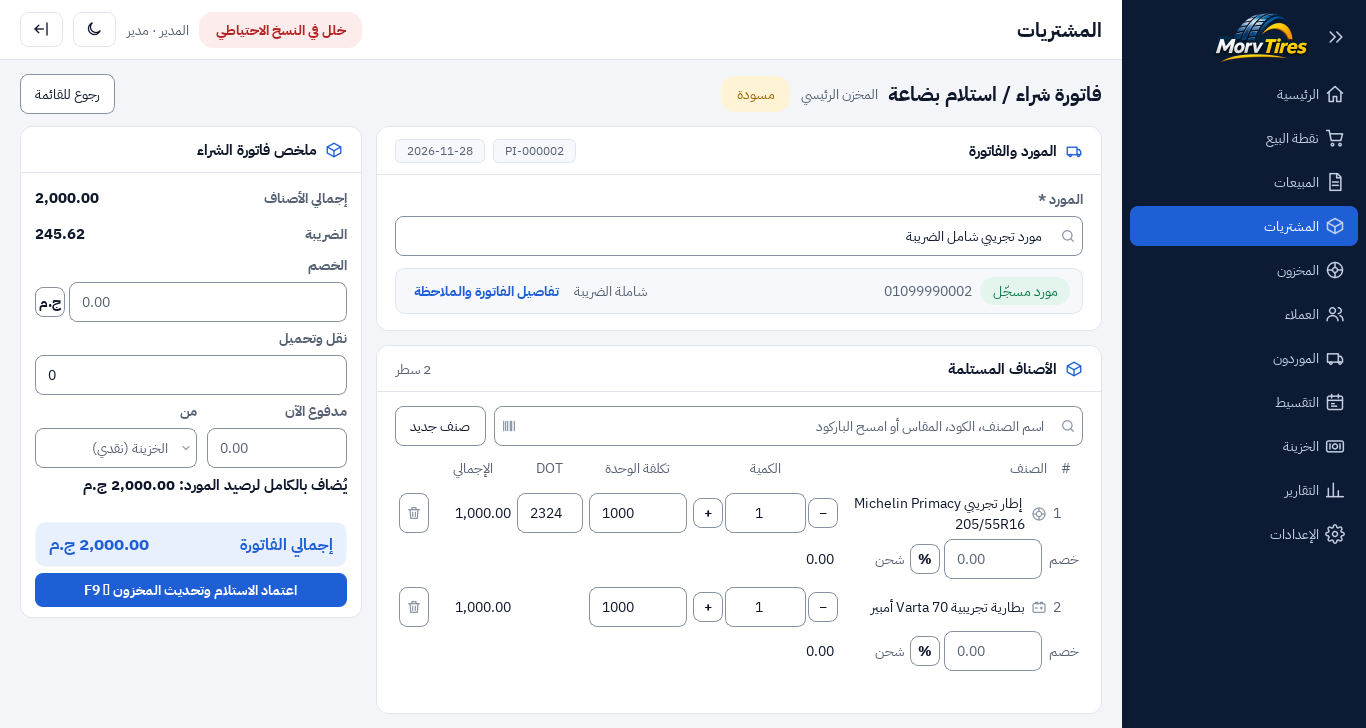 MorvTires
الرئيسية
نقطة البيع
المبيعات
المشتريات
المخزون
العملاء
الموردون
التقسيط
الخزينة
التقارير
الإعدادات
المشتريات
خلل في النسخ الاحتياطي
المدير · مدير
فاتورة شراء / استلام بضاعة
المخزن الرئيسي
مسودة
رجوع للقائمة
المورد والفاتورة
PI-000002
2026-11-28
المورد *
مورد تجريبي شامل الضريبة
مورد مسجّل
01099990002
شاملة الضريبة
تفاصيل الفاتورة والملاحظة
الأصناف المستلمة
2 سطر
اسم الصنف، الكود، المقاس أو امسح الباركود
صنف جديد
# الصنف الكمية تكلفة الوحدة DOT الإجمالي
1 إطار تجريبي Michelin Primacy 205/55R16 − 1 + 1000 2324 1,000.00
خصم 0.00 % شحن 0.00
2 بطارية تجريبية Varta 70 أمبير − 1 + 1000 1,000.00
خصم 0.00 % شحن 0.00
ملخص فاتورة الشراء
إجمالي الأصناف 2,000.00
الضريبة 245.62
الخصم
0.00 ج.م
نقل وتحميل
0
مدفوع الآن من
0.00 الخزينة (نقدي)
يُضاف بالكامل لرصيد المورد: 2,000.00 ج.م
إجمالي الفاتورة 2,000.00 ج.م
اعتماد الاستلام وتحديث المخزون F9